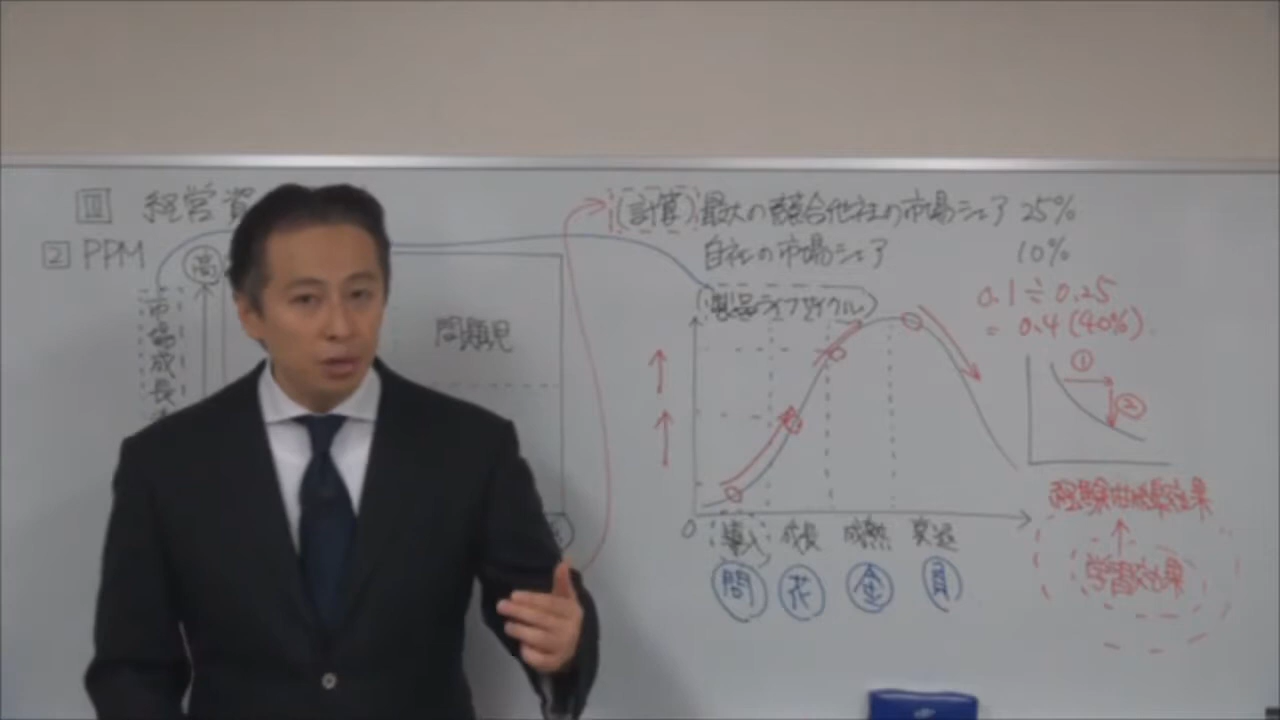 Ⅲ 経営資
2 PPM
高
市場成長
問題児
(計算) 最大の競合他社の市場シェア 25%
自社の市場シェア 10%
(製品ライフサイクル)
0.1÷0.25
= 0.4 (40%)
①
②
0
導入 成長 成熟 衰退
問 花 金 負
経験曲線効果
学習効果